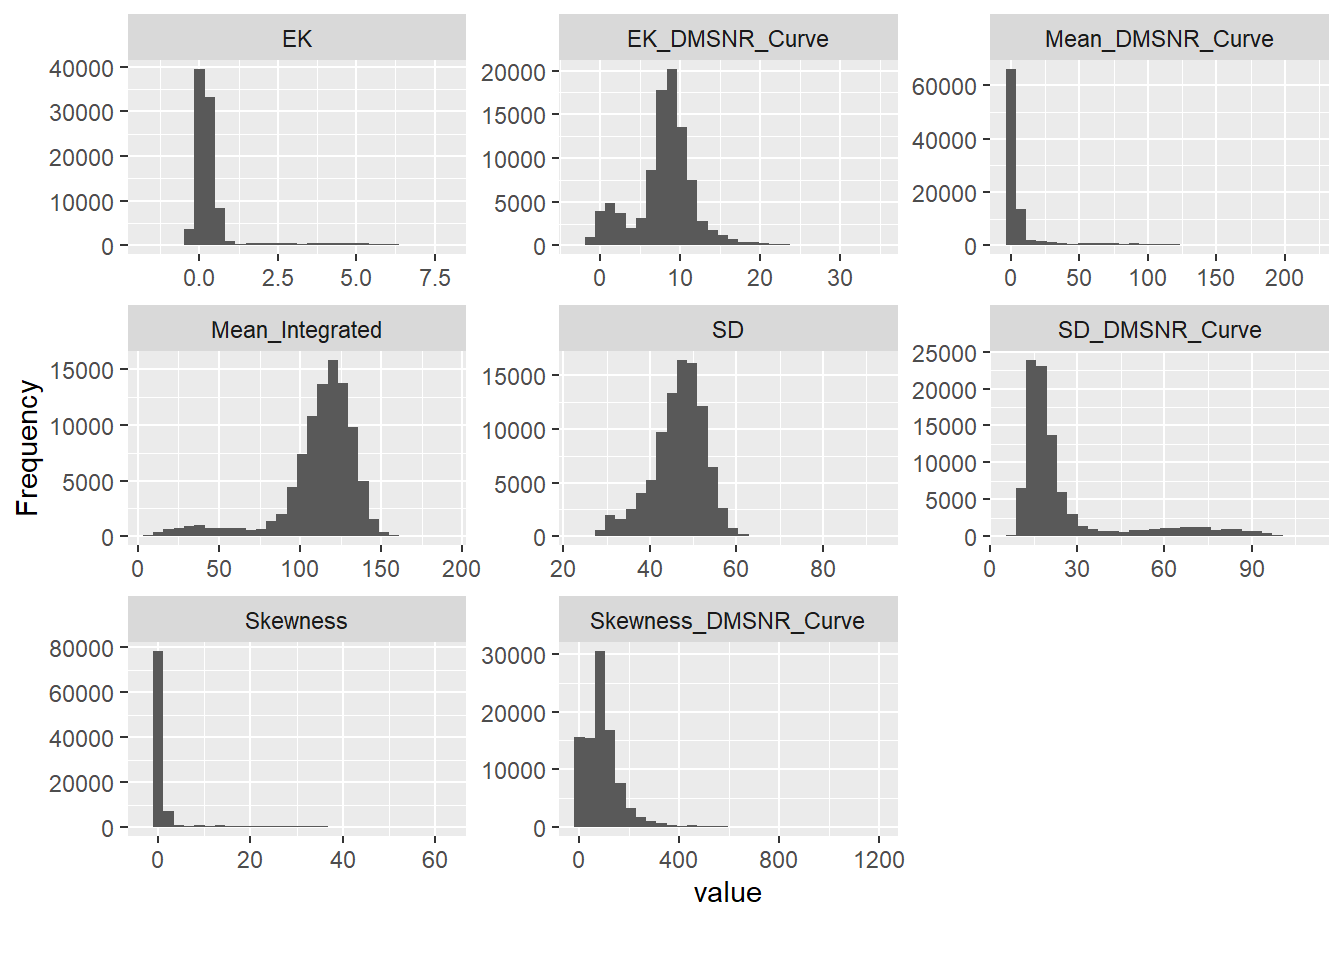 EK
EK_DMSNR_Curve
Mean_DMSNR_Curve
40000
30000
20000
10000
0
0.0 2.5 5.0 7.5
20000
15000
10000
5000
0
0 10 20 30
60000
40000
20000
0
0 50 100 150 200
Frequency
Mean_Integrated
SD
SD_DMSNR_Curve
15000
10000
5000
0
0 50 100 150 200
15000
10000
5000
0
20 40 60 80
25000
20000
15000
10000
5000
0
0 30 60 90
Skewness
Skewness_DMSNR_Curve
80000
60000
40000
20000
0
0 20 40 60
30000
20000
10000
0
0 400 800 1200
value